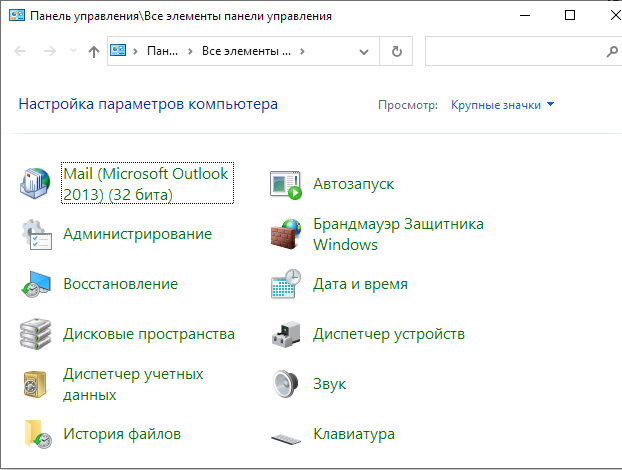 Панель управления\Все элементы панели управления
Пан... Все элементы ...
Настройка параметров компьютера
Просмотр: Крупные значки
Mail (Microsoft Outlook
2013) (32 бита)
Автозапуск
Администрирование
Брандмауэр Защитника
Windows
Восстановление
Дата и время
Дисковые пространства
Диспетчер устройств
Диспетчер учетных
данных
Звук
История файлов
Клавиатура